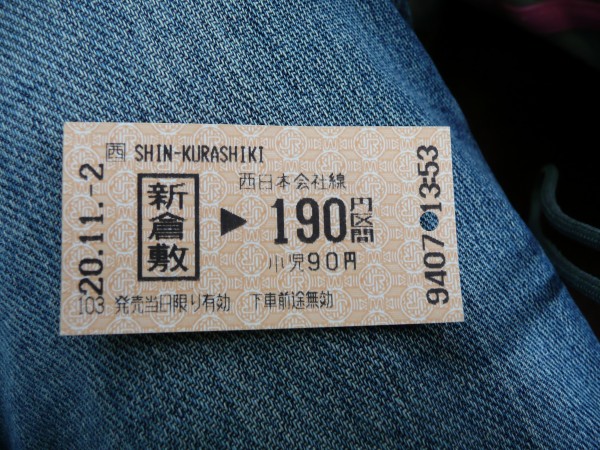 西 SHIN-KURASHIKI
西日本会社線
新倉敷 ▶ 190円区間
小児90円
103 発売当日限り有効 下車前途無効
20.11.-2
9407 13-53